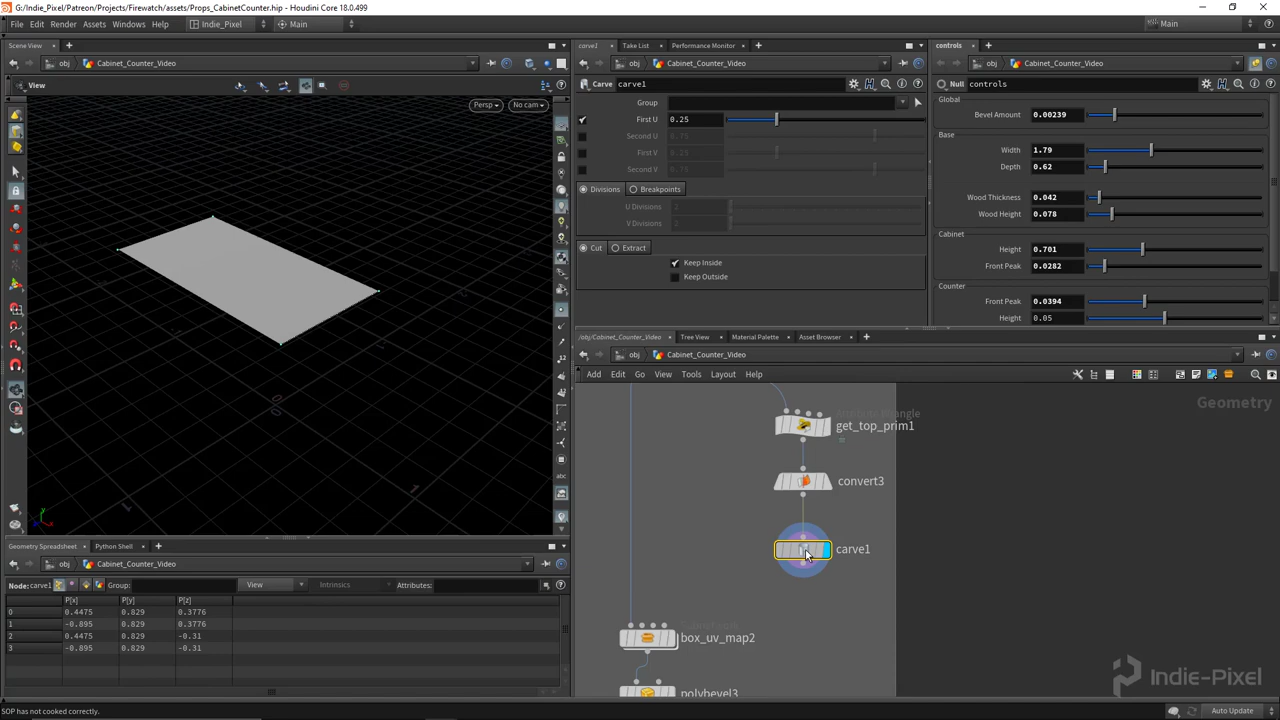 G:/Indie_Pixel/Patreon/Projects/Firewatch/assets/Props_CabinetCounter.hip - Houdini Core 18.0.499
File Edit Render Assets Windows Help Indie_Pixel Main Main
Scene View
obj Cabinet_Counter_Video
View
Persp No cam
carve1 Take List Performance Monitor
obj Cabinet_Counter_Video
Carve carve1
Group
First U 0.25
Second U 0.75
First V 0.25
Second V 0.75
Divisions Breakpoints
U Divisions 2
V Divisions 2
Cut Extract
Keep Inside
Keep Outside
controls
obj Cabinet_Counter_Video
Null controls
Global
Bevel Amount 0.00239
Base
Width 1.79
Depth 0.62
Wood Thickness 0.042
Wood Height 0.078
Cabinet
Height 0.701
Front Peak 0.0282
Counter
Front Peak 0.0394
Height 0.05
/obj/Cabinet_Counter_Video Tree View Material Palette Asset Browser
obj Cabinet_Counter_Video
Add Edit Go View Tools Layout Help
Geometry
get_top_prim1
convert3
carve1
box_uv_map2
polybevel3
Indie-Pixel
Geometry Spreadsheet Python Shell
obj Cabinet_Counter_Video
Node: carve1 Group: View Intrinsics Attributes:
P[x] P[y] P[z]
0 0.4475 0.829 0.3776
1 -0.895 0.829 0.3776
2 0.4475 0.829 -0.31
3 -0.895 0.829 -0.31
SOP has not cooked correctly.
Auto Update